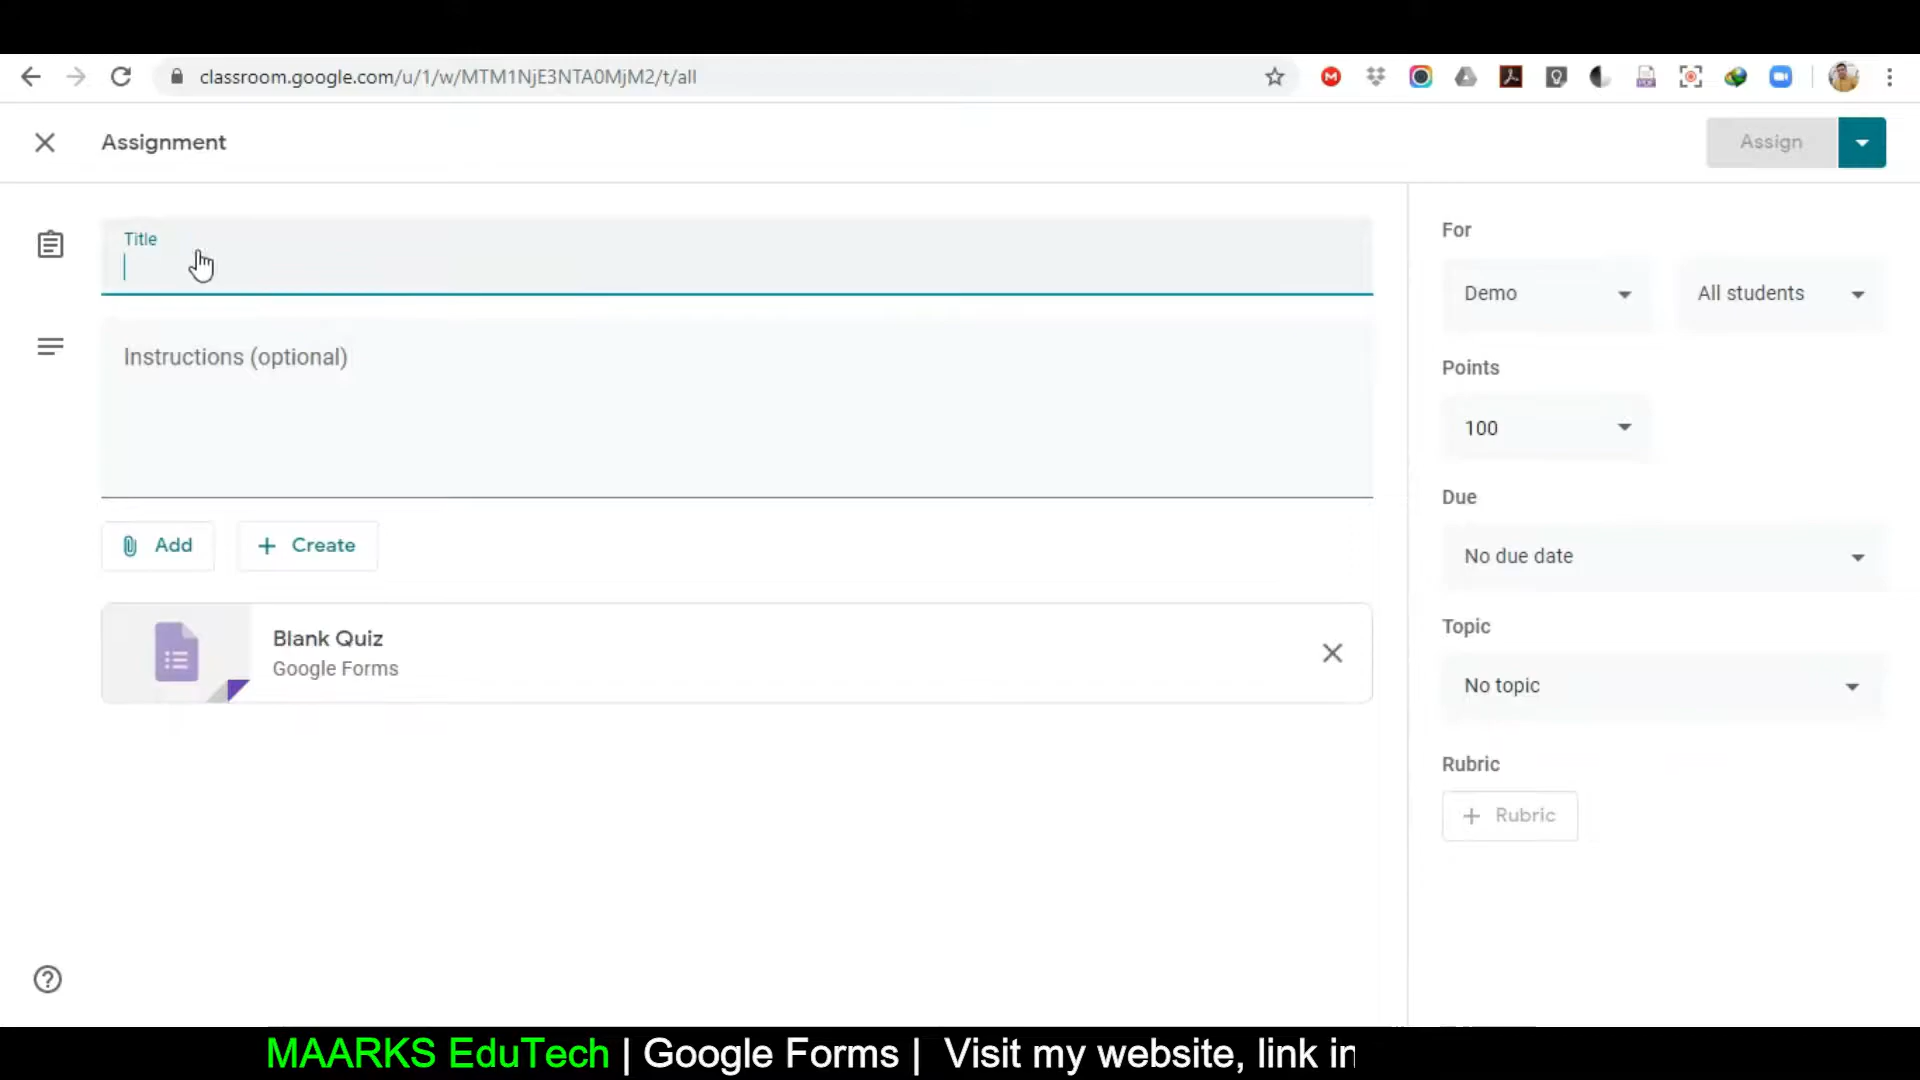 classroom.google.com/u/1/w/MTM1NjE3NTA0MjM2/t/all
Assignment
Assign
Title
Instructions (optional)
Add
Create
Blank Quiz
Google Forms
For
Demo
All students
Points
100
Due
No due date
Topic
No topic
Rubric
Rubric
MAARKS EduTech | Google Forms | Visit my website, link in